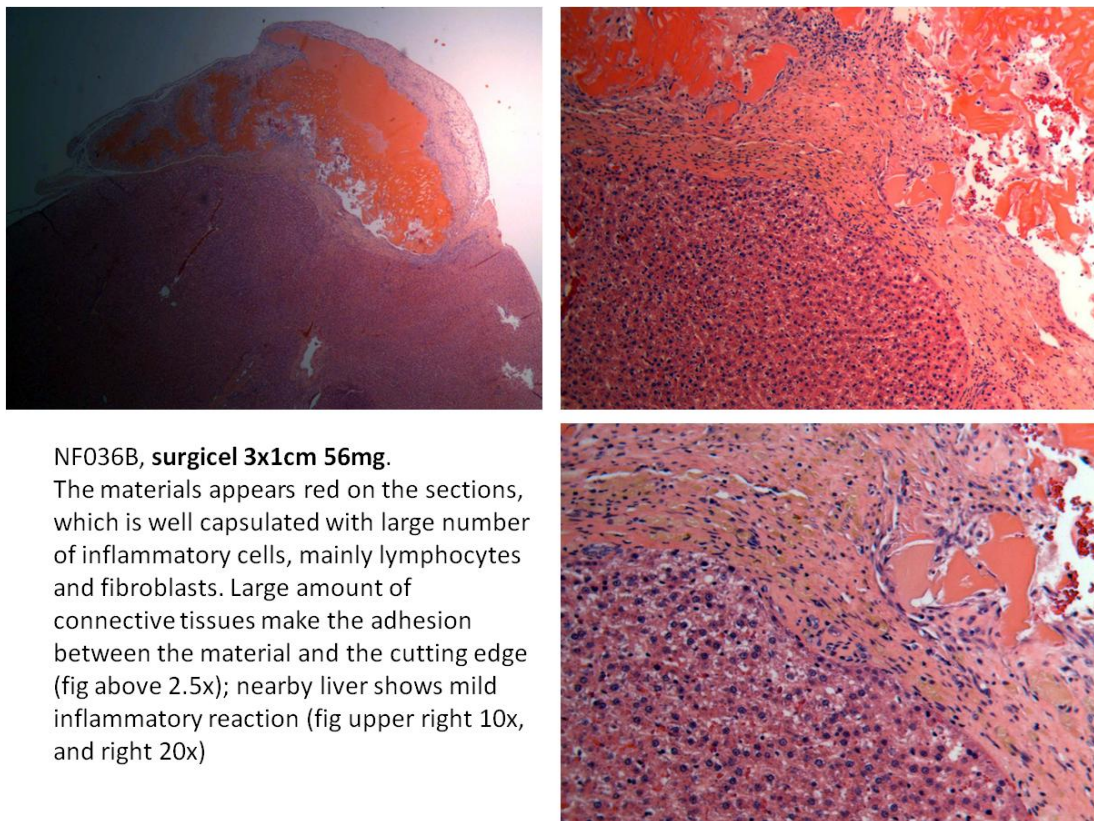 NF036B, surgicel 3x1cm 56mg.
The materials appears red on the sections,
which is well capsulated with large number
of inflammatory cells, mainly lymphocytes
and fibroblasts. Large amount of
connective tissues make the adhesion
between the material and the cutting edge
(fig above 2.5x); nearby liver shows mild
inflammatory reaction (fig upper right 10x,
and right 20x)